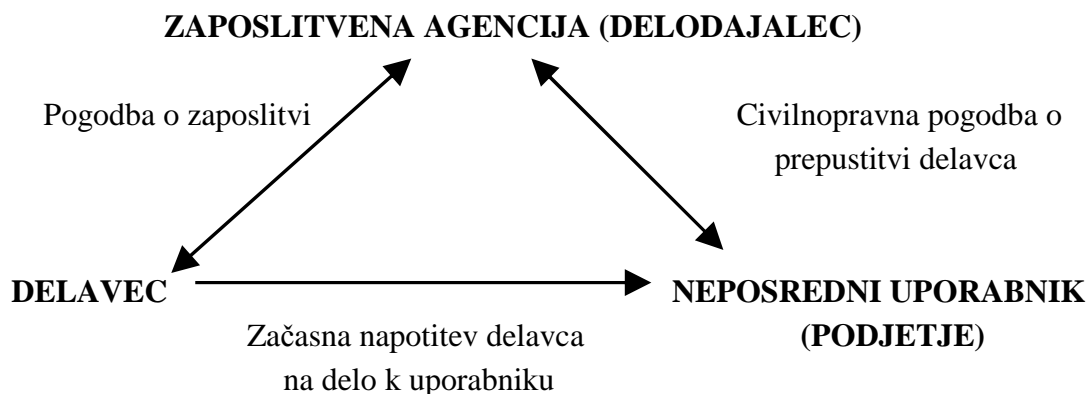 ZAPOSLITVENA AGENCIJA (DELODAJALEC)
Pogodba o zaposlitvi
Civilnopravna pogodba o
prepustitvi delavca
DELAVEC
NEPOSREDNI UPORABNIK
(PODJETJE)
Začasna napotitev delavca
na delo k uporabniku